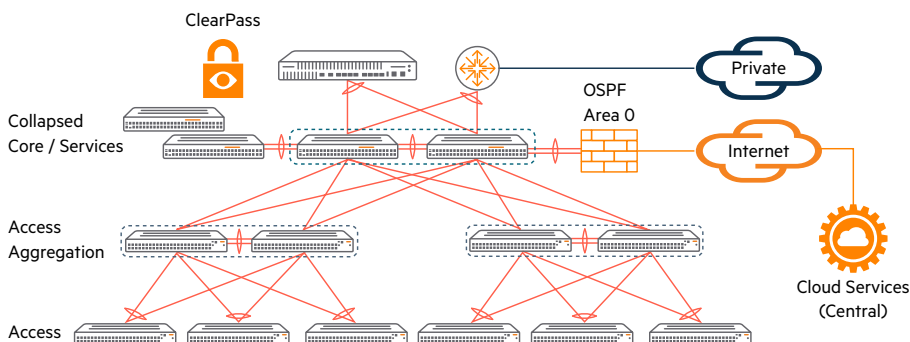 ClearPass
OSPF
Area 0
Private
Collapsed
Core / Services
Internet
Access
Aggregation
Cloud Services
(Central)
Access